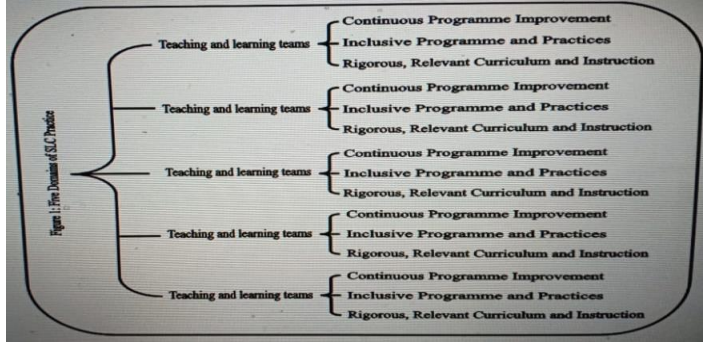 Figure 1: Five Domains of SLC Practice
Teaching and learning teams
Continuous Programme Improvement
Inclusive Programme and Practices
Rigorous, Relevant Curriculum and Instruction
Teaching and learning teams
Continuous Programme Improvement
Inclusive Programme and Practices
Rigorous, Relevant Curriculum and Instruction
Teaching and learning teams
Continuous Programme Improvement
Inclusive Programme and Practices
Rigorous, Relevant Curriculum and Instruction
Teaching and learning teams
Continuous Programme Improvement
Inclusive Programme and Practices
Rigorous, Relevant Curriculum and Instruction
Teaching and learning teams
Continuous Programme Improvement
Inclusive Programme and Practices
Rigorous, Relevant Curriculum and Instruction